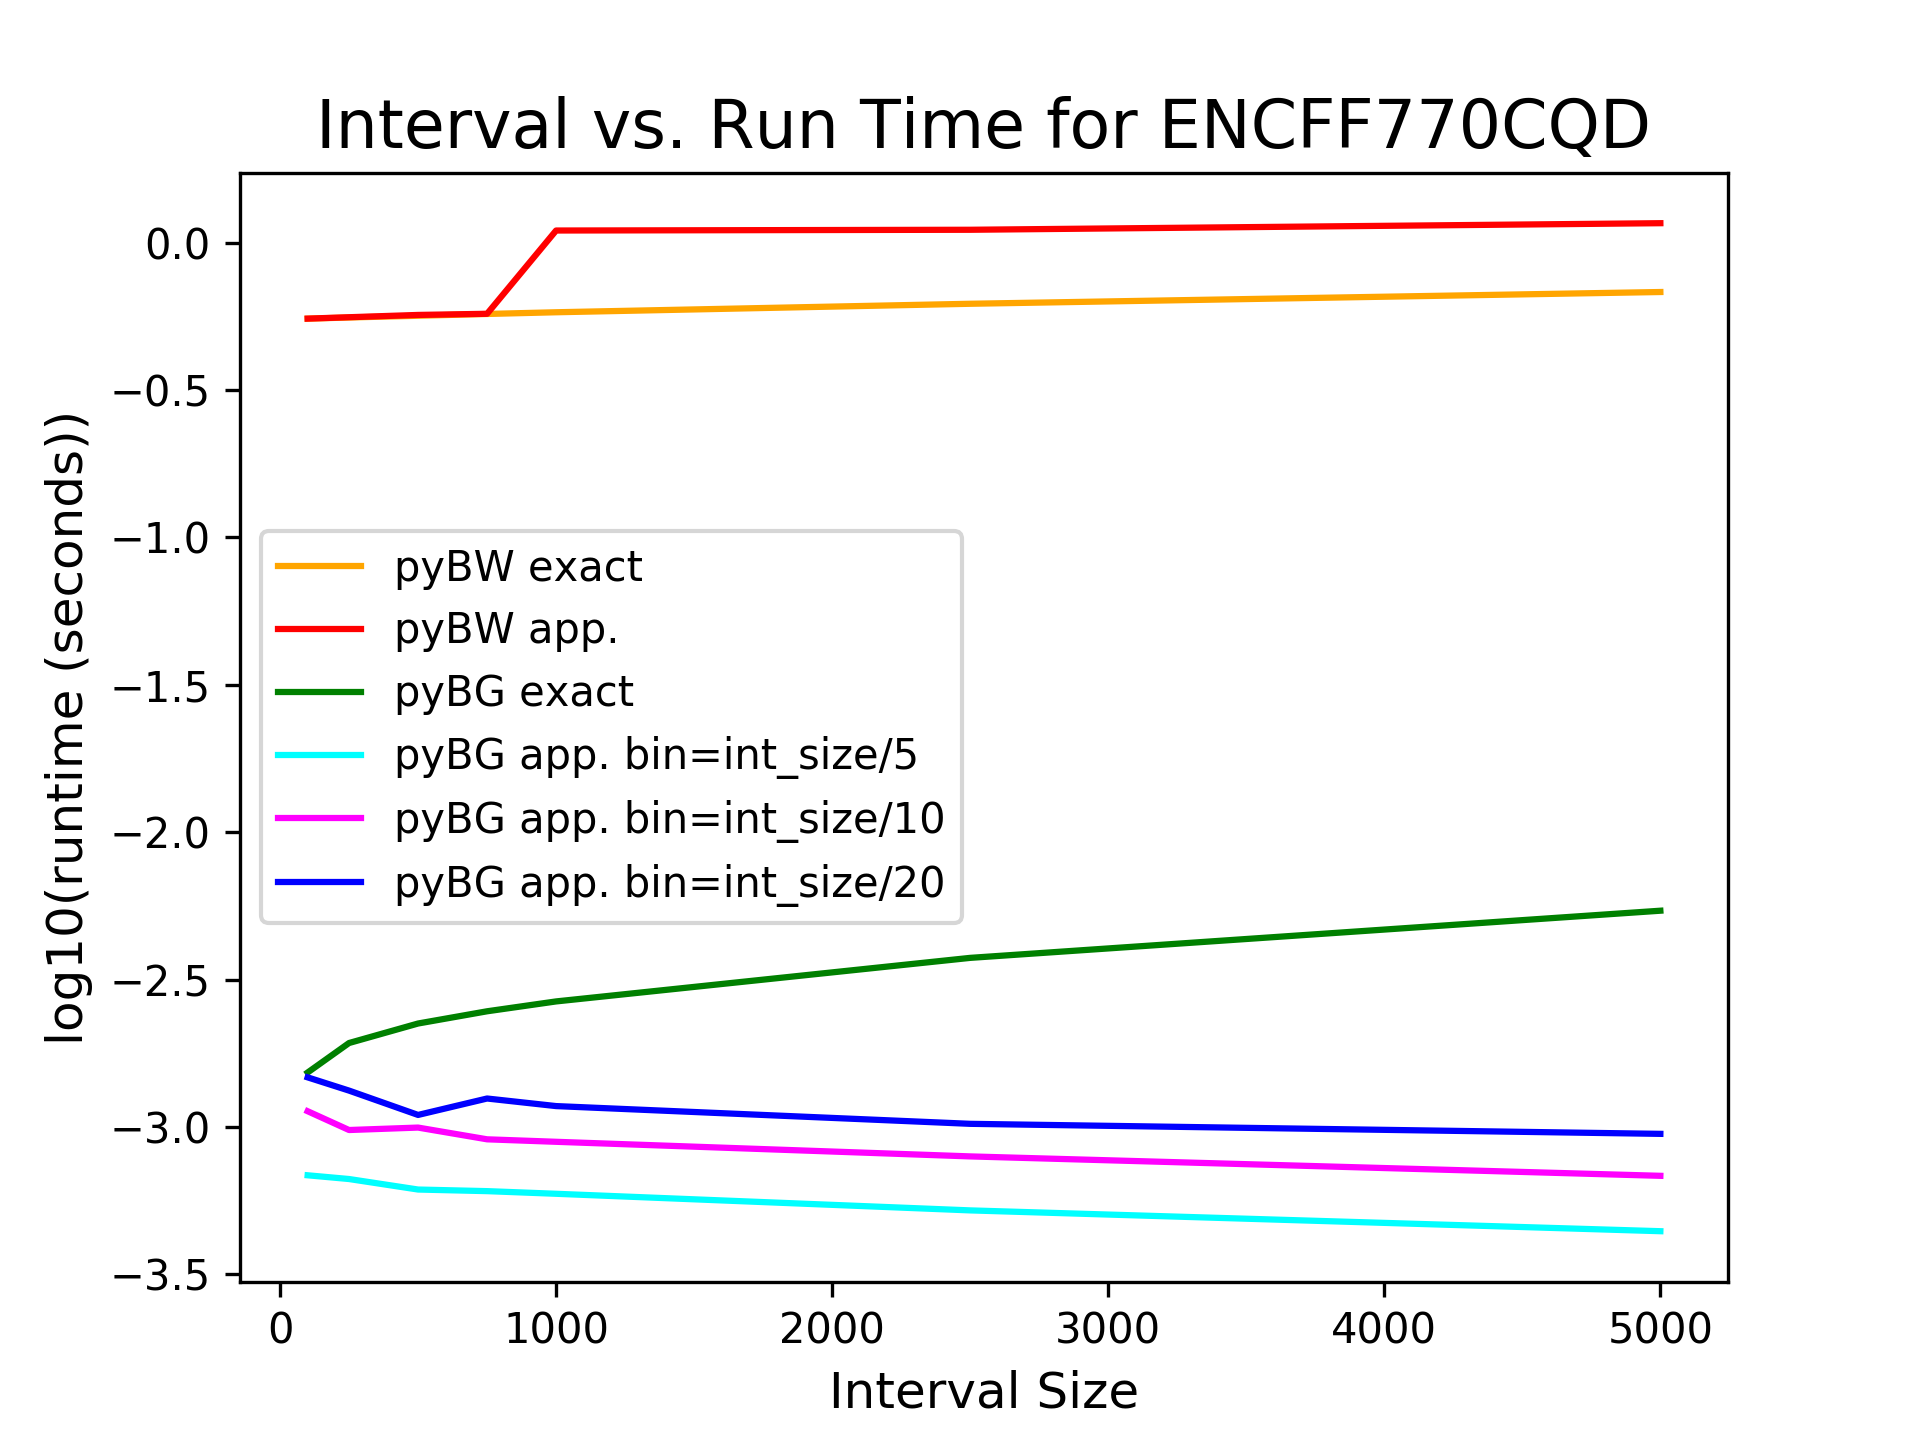 Interval vs. Run Time for ENCFF770CQD
log10(runtime (seconds))
0.0
−0.5
−1.0
−1.5
−2.0
−2.5
−3.0
−3.5
pyBW exact
pyBW app.
pyBG exact
pyBG app. bin=int_size/5
pyBG app. bin=int_size/10
pyBG app. bin=int_size/20
0 1000 2000 3000 4000 5000
Interval Size